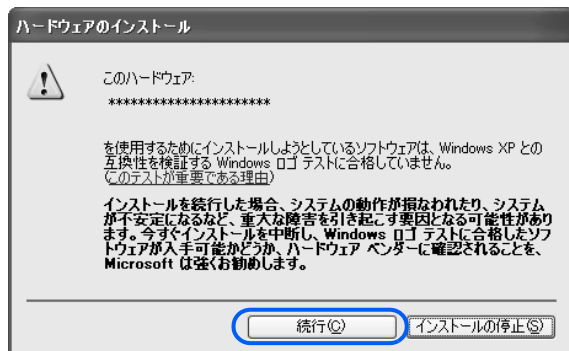 ハードウェアのインストール
このハードウェア:
**********************
を使用するためにインストールしようとしているソフトウェアは、Windows XP との
互換性を検証する Windows ロゴ テストに合格していません。
(このテストが重要である理由)
インストールを続行した場合、システムの動作が損なわれたり、システム
が不安定になるなど、重大な障害を引き起こす要因となる可能性があり
ます。今すぐインストールを中断し、Windows ロゴ テストに合格したソフ
トウェアが入手可能かどうか、ハードウェア ベンダーに確認されることを、
Microsoft は強くお勧めします。
続行(C)
インストールの停止(S)